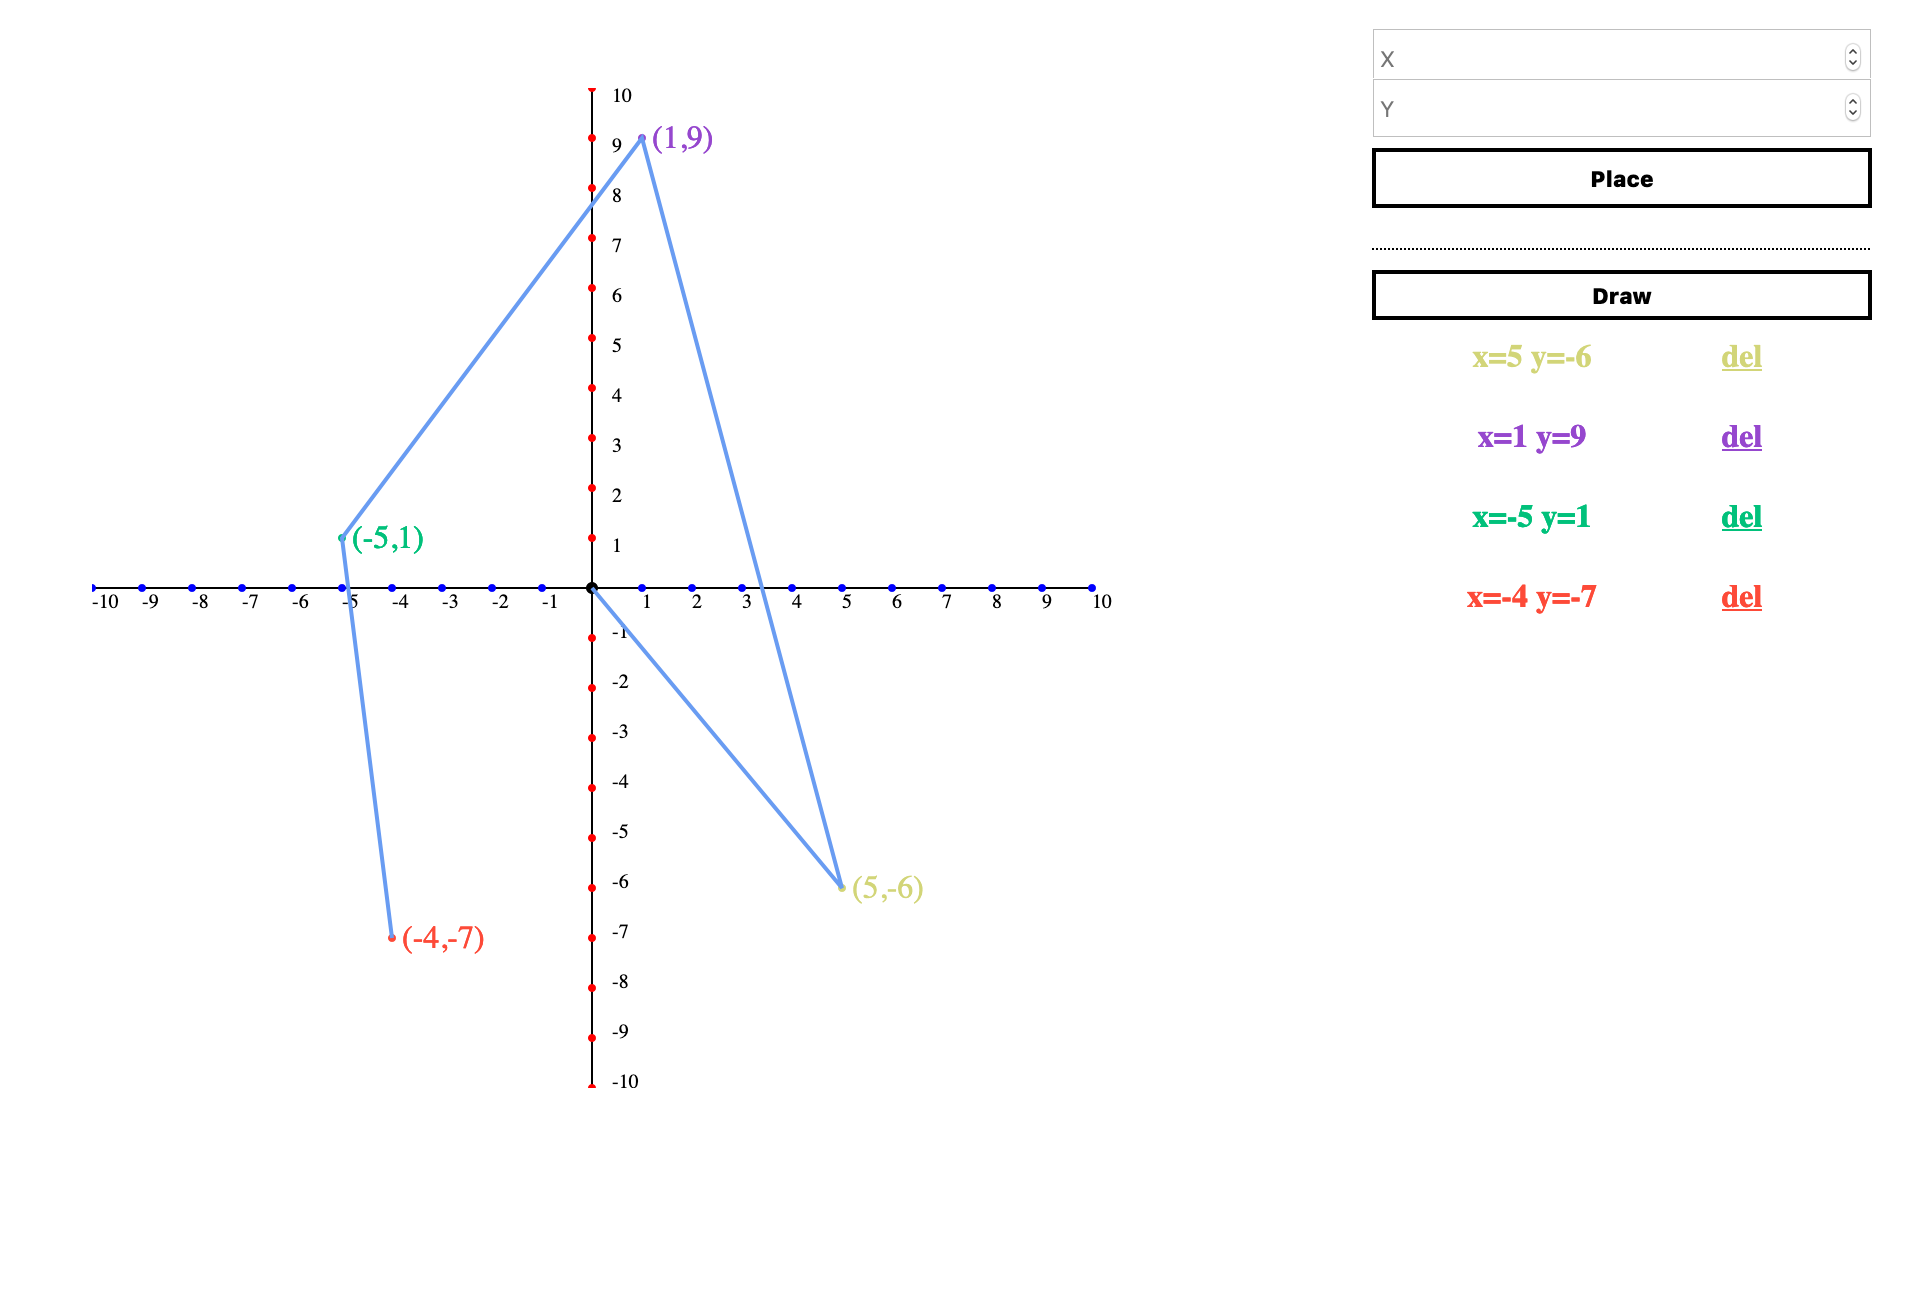 X
Y
Place
Draw
x=5 y=-6 del
x=1 y=9 del
x=-5 y=1 del
x=-4 y=-7 del
10
(1,9)
9
8
7
6
5
4
3
2
(-5,1)
1
-10 -9 -8 -7 -6 -5 -4 -3 -2 -1 1 2 3 4 5 6 7 8 9 10
-1
-2
-3
-4
-5
-6
(5,-6)
-7
(-4,-7)
-8
-9
-10